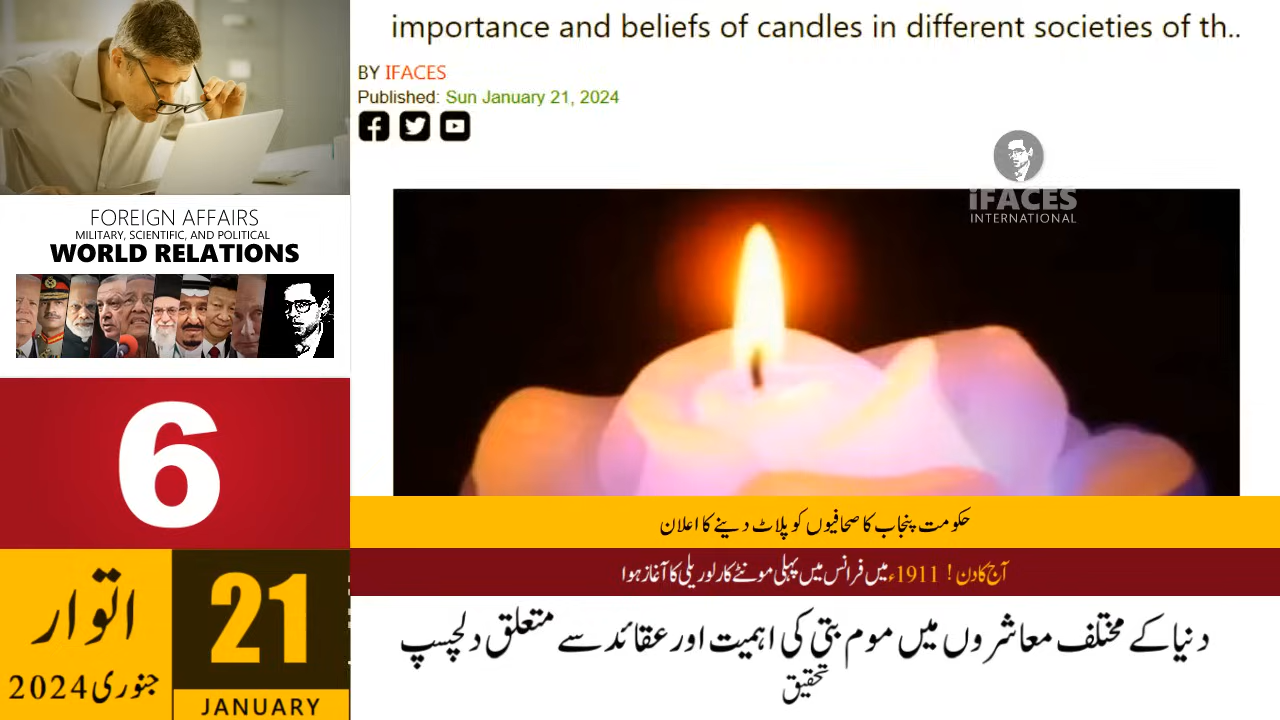 importance and beliefs of candles in different societies of th..
BY IFACES
Published: Sun January 21, 2024
iFACES
INTERNATIONAL
FOREIGN AFFAIRS
MILITARY, SCIENTIFIC, AND POLITICAL
WORLD RELATIONS
6
حکومت پنجاب کا صحافیوں کو پلاٹ دینے کا اعلان
آج کا دن ! 1911ء میں فرانس میں پہلی مونٹے کارلو ریلی کا آغاز ہوا
اتوار
جنوری 2024
21
JANUARY
دنیا کے مختلف معاشروں میں موم بتی کی اہمیت اور عقائد سے متعلق دلچسپ
تحقیق